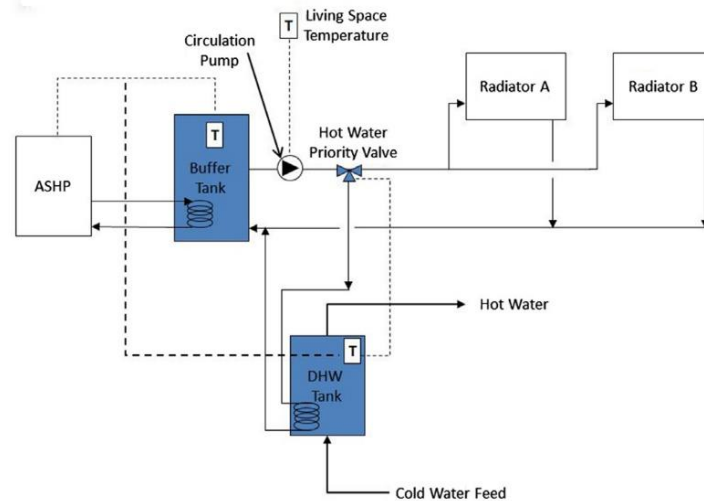 T
Living Space
Temperature
Circulation
Pump
Radiator A
Radiator B
T
Hot Water
Priority Valve
Buffer
Tank
ASHP
Hot Water
T
DHW
Tank
Cold Water Feed